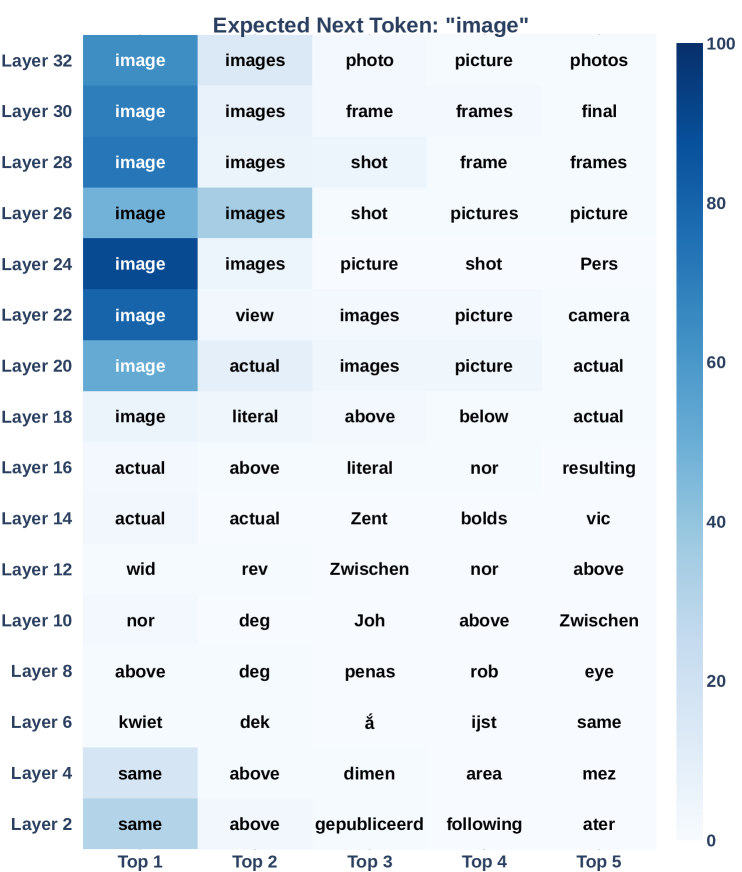 Expected Next Token: "image"
Layer 32 image images photo picture photos
Layer 30 image images frame frames final
Layer 28 image images shot frame frames
Layer 26 image images shot pictures picture
Layer 24 image images picture shot Pers
Layer 22 image view images picture camera
Layer 20 image actual images picture actual
Layer 18 image literal above below actual
Layer 16 actual above literal nor resulting
Layer 14 actual actual Zent bolds vic
Layer 12 wid rev Zwischen nor above
Layer 10 nor deg Joh above Zwischen
Layer 8 above deg penas rob eye
Layer 6 kwiet dek ắ ijst same
Layer 4 same above dimen area mez
Layer 2 same above gepubliceerd following ater
Top 1 Top 2 Top 3 Top 4 Top 5
100
80
60
40
20
0